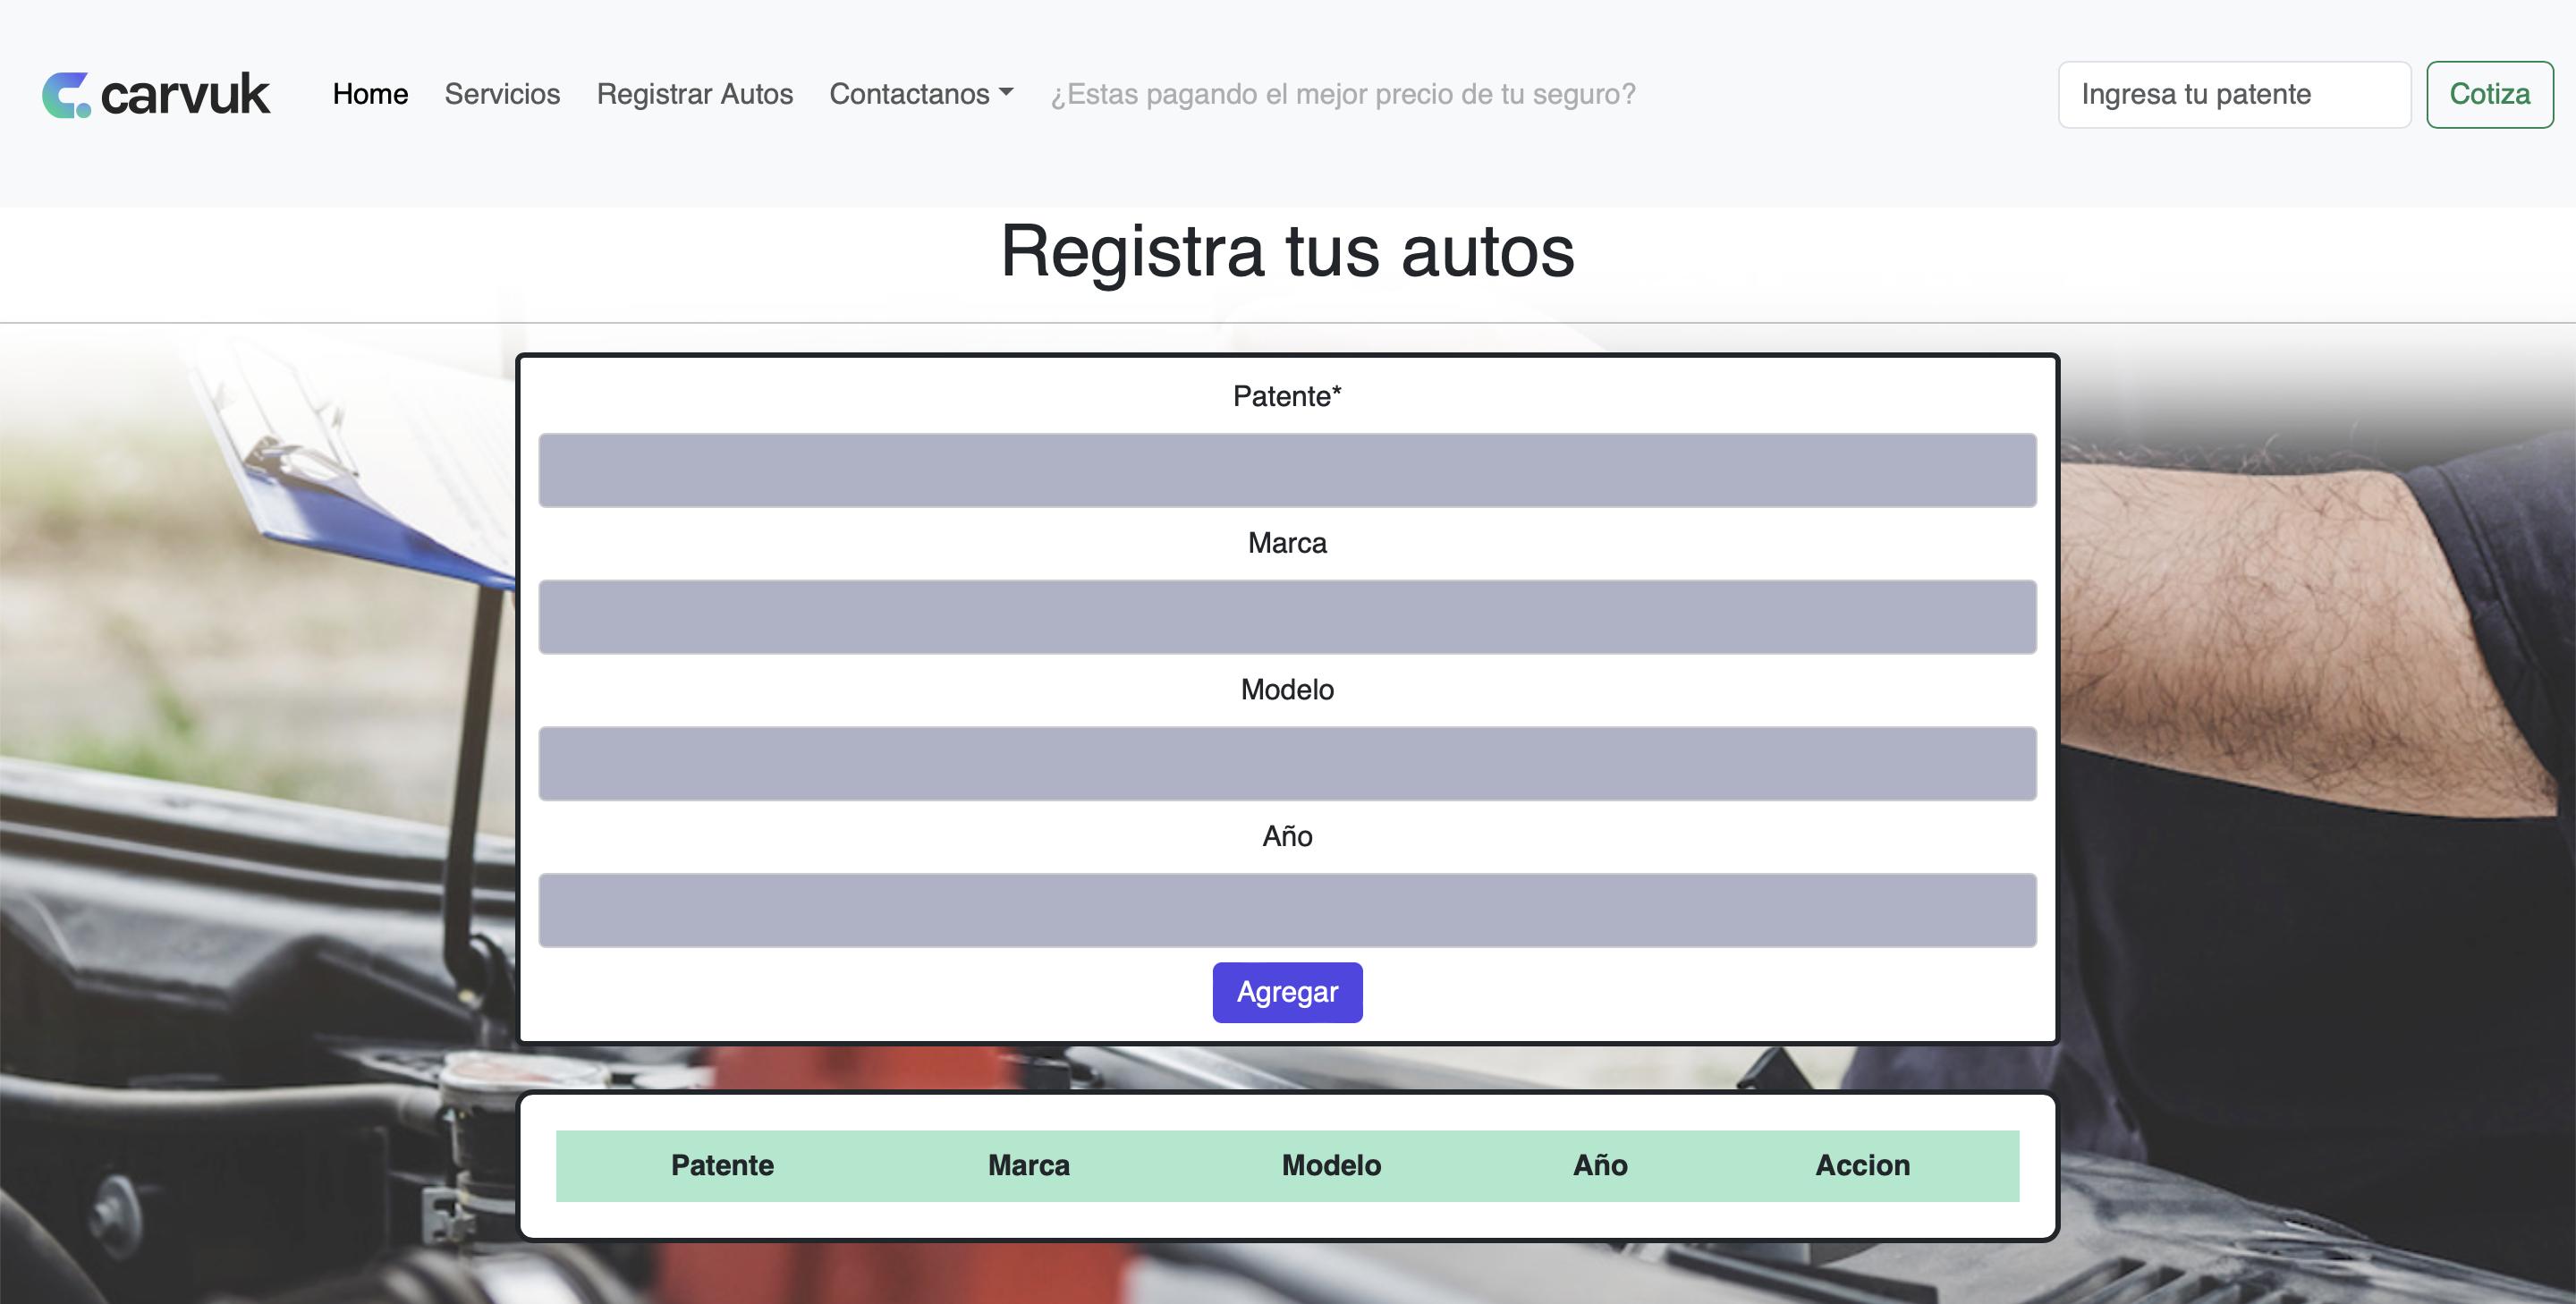 carvuk Home Servicios Registrar Autos Contactanos ¿Estas pagando el mejor precio de tu seguro? Ingresa tu patente Cotiza
Registra tus autos
Patente*
Marca
Modelo
Año
Agregar
Patente Marca Modelo Año Accion